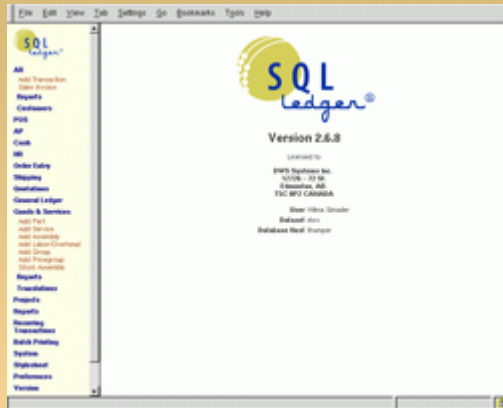 File Edit View Tab Settings Go Bookmarks Tools Help
SQL
Ledger
AR
Add Transaction
Sales Invoice
Reports
Customers
POS
AP
Cash
HR
Order Entry
Shipping
Quotations
General Ledger
Goods & Services
Add Part
Add Service
Add Assembly
Add Labor/Overhead
Add Group
Add Pricegroup
Stock Assembly
Reports
Translations
Projects
Reports
Recurring
Transactions
Batch Printing
System
Stylesheet
Preferences
Version
SQL
Ledger®
Version 2.6.8
Licensed to
DWS Systems Inc.
Edmonton, AB
CANADA
User
Dataset
Database Host